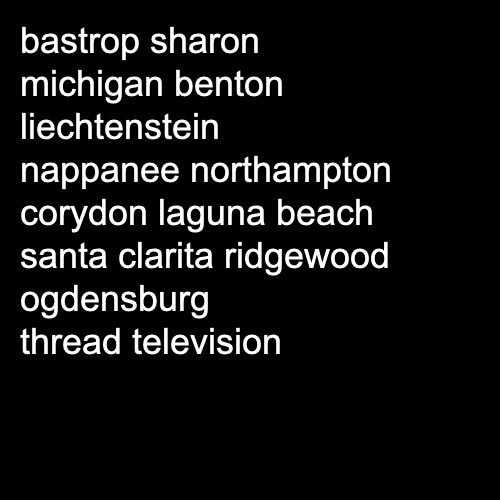 bastrop sharon
michigan benton
liechtenstein
nappanee northampton
corydon laguna beach
santa clarita ridgewood
ogdensburg
thread television